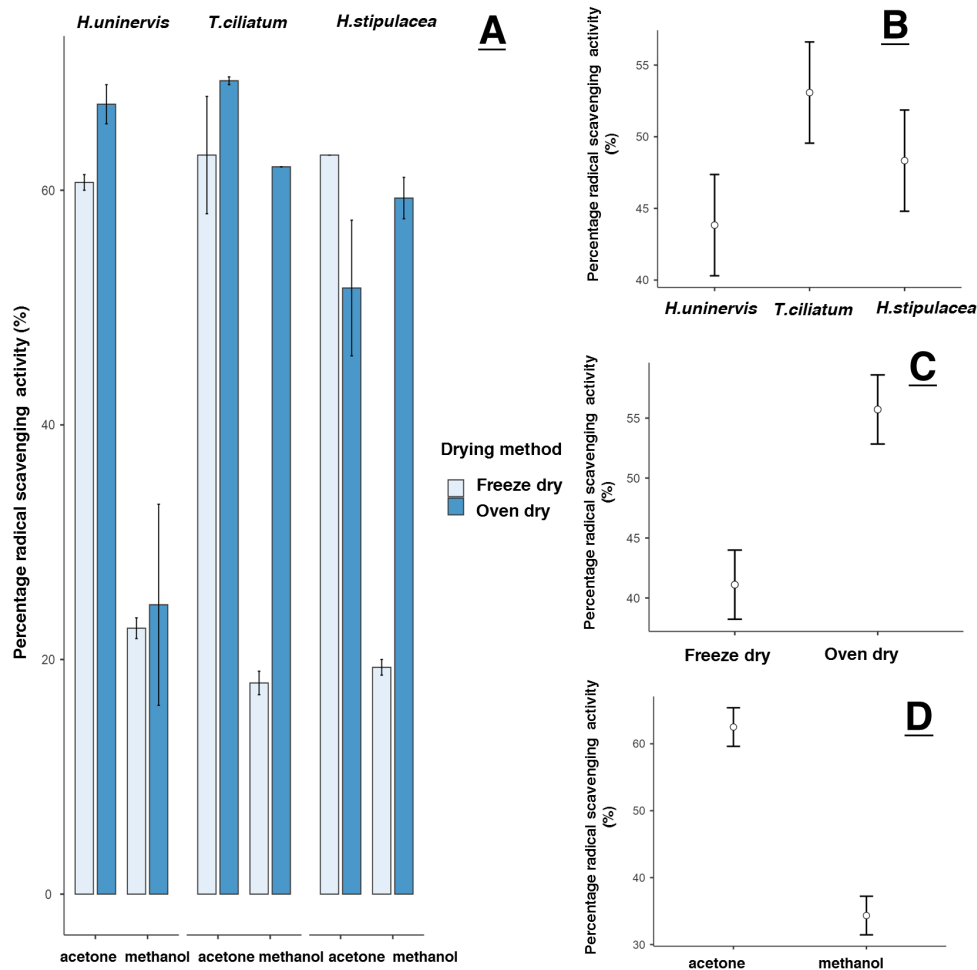 H.uninervis T.ciliatum H.stipulacea
A
Percentage radical scavenging activity (%)
60
40
20
0
acetone methanol acetone methanol acetone methanol
Drying method
Freeze dry
Oven dry
B
Percentage radical scavenging activity
(%)
55
50
45
40
H.uninervis T.ciliatum H.stipulacea
C
Percentage radical scavenging activity
(%)
55
50
45
40
Freeze dry Oven dry
D
Percentage radical scavenging activity
(%)
60
50
40
30
acetone methanol